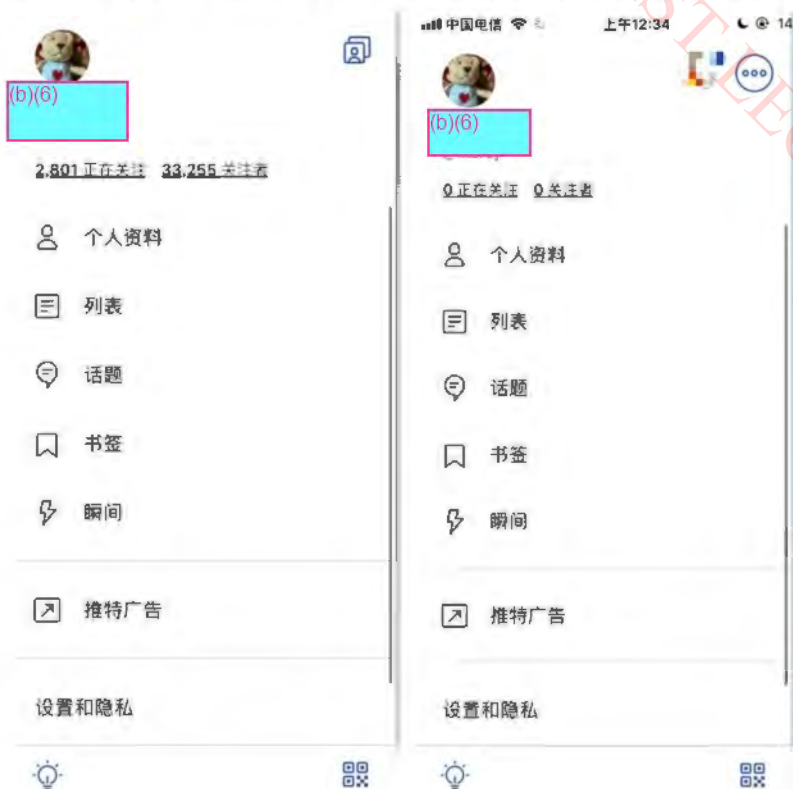 (b)(6)
2,801 正在关注 33,255 关注者
个人资料
列表
话题
书签
瞬间
推特广告
设置和隐私
中国电信 上午12:34 14
(b)(6)
0 正在关注 0 关注者
个人资料
列表
话题
书签
瞬间
推特广告
设置和隐私